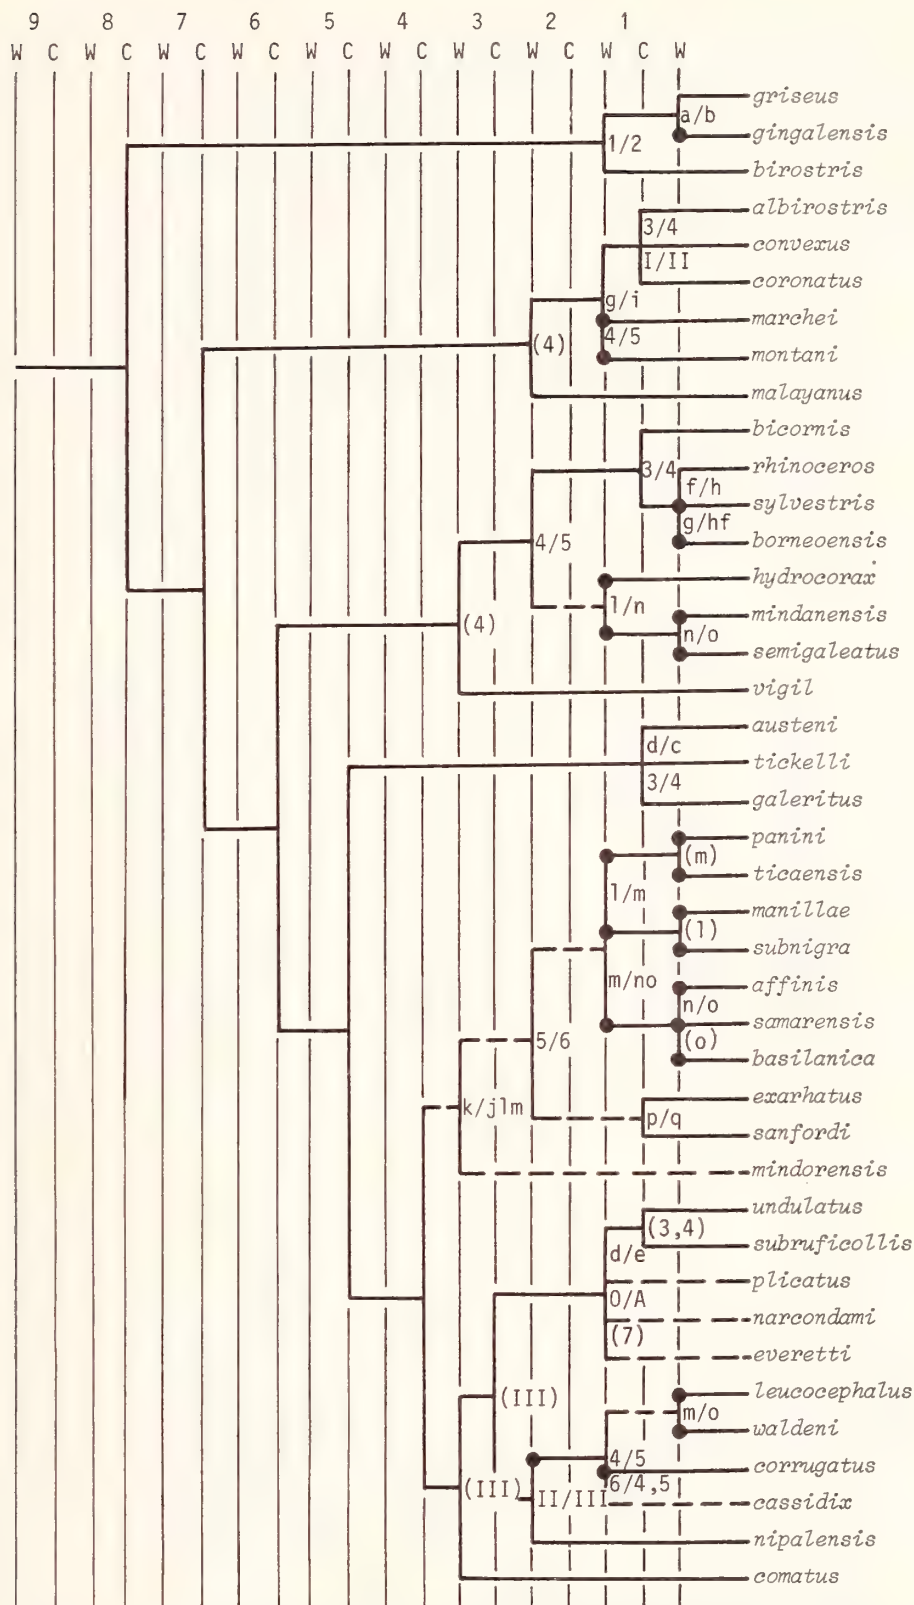 9 8 7 6 5 4 3 2 1
W C W C W C W C W C W C W C W C W C W
griseus
a/b
gingalensis
1/2
birostris
albirostris
3/4
convexus
I/II
coronatus
g/i
marchei
4/5
(4)
montani
malayanus
bicornis
3/4
rhinoceros
f/h
sylvestris
g/hf
4/5
borneoensis
hydrocorax
l/n
mindanensis
(4)
n/o
semigaleatus
vigil
austeni
d/c
tickelli
3/4
galeritus
panini
(m)
ticaensis
l/m
manillae
(l)
subnigra
m/no
affinis
n/o
samarensis
5/6
(o)
basilanica
exarhatus
k/jlm
p/q
sanfordi
mindorensis
undulatus
(3,4)
subruficollis
d/e
plicatus
O/A
narcondami
(7)
everetti
leucocephalus
(III)
m/o
waldeni
4/5
corrugatus
6/4,5
(III)
II/III
cassidix
nipalensis
comatus